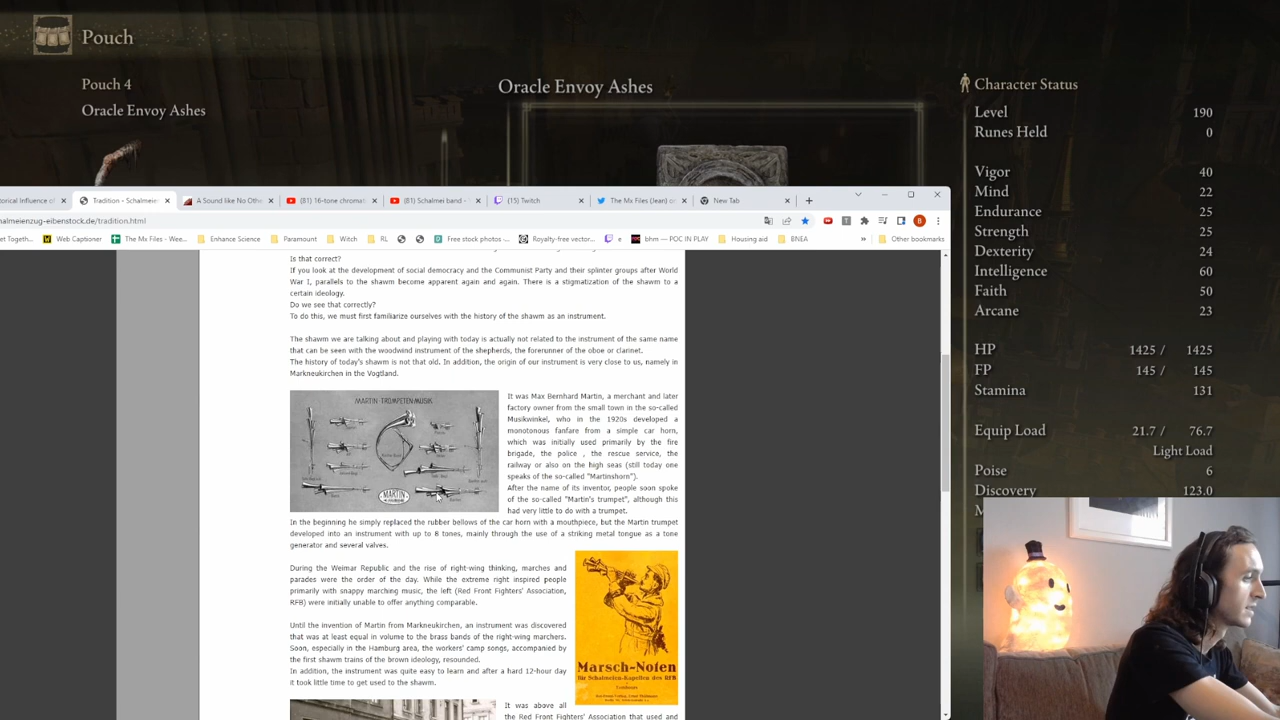 Pouch
Pouch 4
Oracle Envoy Ashes
Oracle Envoy Ashes
Character Status
Level 190
Runes Held 0
Vigor 40
Mind 22
Endurance 25
Strength 25
Dexterity 24
Intelligence 60
Faith 50
Arcane 23
HP 1425 / 1425
FP 145 / 145
Stamina 131
Equip Load 21.7 / 76.7
Light Load
Poise 6
Discovery 123.0
torical Influence of
Tradition - Schalmeie
A Sound like No Othe
(81) 16-tone chromat
(81) Schalmei band -
(15) Twitch
The Mx Files (Jean) o
New Tab
halmeienzug-eibenstock.de/tradition.html
et Togeth...
Web Captioner
The Mx Files - Wee...
Enhance Science
Paramount
Witch
RL
Free stock photos -...
Royalty-free vector...
e
bhm — POC IN PLAY
Housing aid
BNEA
»
Other bookmarks
Is that correct?
If you look at the development of social democracy and the Communist Party and their splinter groups after World
War I, parallels to the shawm become apparent again and again. There is a stigmatization of the shawm to a
certain ideology.
Do we see that correctly?
To do this, we must first familiarize ourselves with the history of the shawm as an instrument.
The shawm we are talking about and playing with today is actually not related to the instrument of the same name
that can be seen with the woodwind instrument of the shepherds, the forerunner of the oboe or clarinet.
The history of today's shawm is not that old. In addition, the origin of our instrument is very close to us, namely in
Markneukirchen in the Vogtland.
MARTIN-TROMPETENMUSIK
MARTIN
It was Max Bernhard Martin, a merchant and later
factory owner from the small town in the so-called
Musikwinkel, who in the 1920s developed a
monotonous fanfare from a simple car horn,
which was initially used primarily by the fire
brigade, the police , the rescue service, the
railway or also on the high seas (still today one
speaks of the so-called "Martinshorn").
After the name of its inventor, people soon spoke
of the so-called "Martin's trumpet", although this
had very little to do with a trumpet.
In the beginning he simply replaced the rubber bellows of the car horn with a mouthpiece, but the Martin trumpet
developed into an instrument with up to 8 tones, mainly through the use of a striking metal tongue as a tone
generator and several valves.
During the Weimar Republic and the rise of right-wing thinking, marches and
parades were the order of the day. While the extreme right inspired people
primarily with snappy marching music, the left (Red Front Fighters' Association,
RFB) were initially unable to offer anything comparable.
Until the invention of Martin from Markneukirchen, an instrument was discovered
that was at least equal in volume to the brass bands of the right-wing marchers.
Soon, especially in the Hamburg area, the workers' camp songs, accompanied by
the first shawm trains of the brown ideology, resounded.
In addition, the instrument was quite easy to learn and after a hard 12-hour day
it took little time to get used to the shawm.
Marsch-Noten
für Schalmeien-Kapellen des RFB
It was above all
the Red Front Fighters' Association that used and